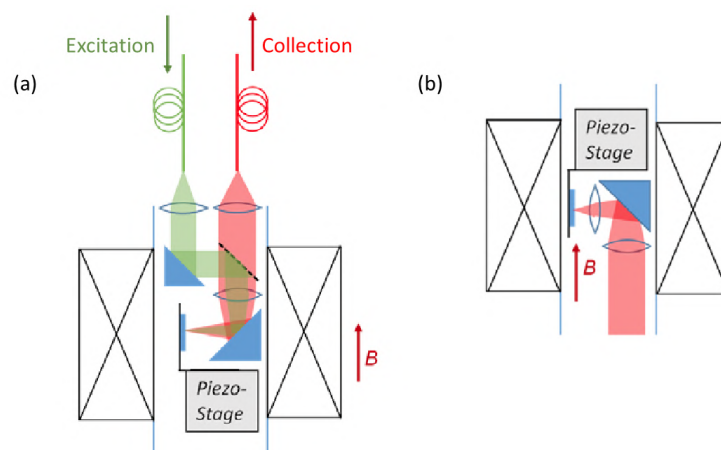 Excitation
Collection
(a)
(b)
Piezo-
Stage
B
B
Piezo-
Stage